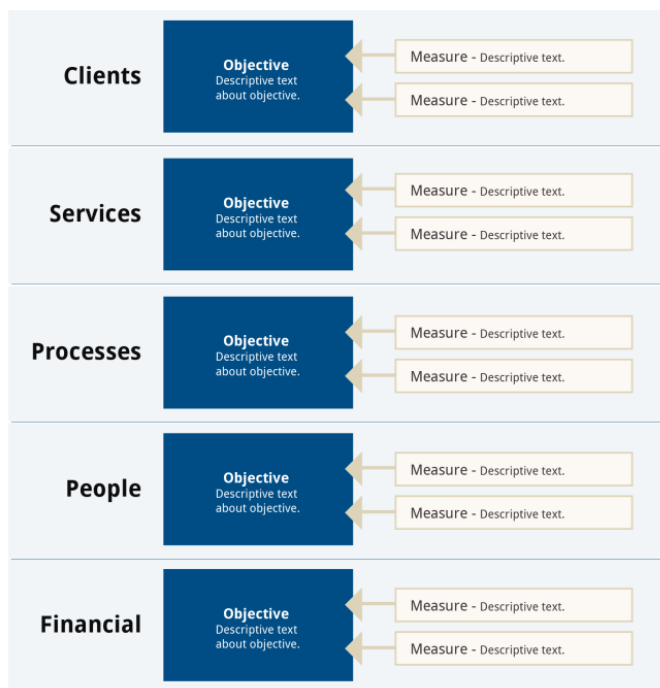 Clients
Objective
Descriptive text
about objective.
Measure - Descriptive text.
Measure - Descriptive text.
Services
Objective
Descriptive text
about objective.
Measure - Descriptive text.
Measure - Descriptive text.
Processes
Objective
Descriptive text
about objective.
Measure - Descriptive text.
Measure - Descriptive text.
People
Objective
Descriptive text
about objective.
Measure - Descriptive text.
Measure - Descriptive text.
Financial
Objective
Descriptive text
about objective.
Measure - Descriptive text.
Measure - Descriptive text.